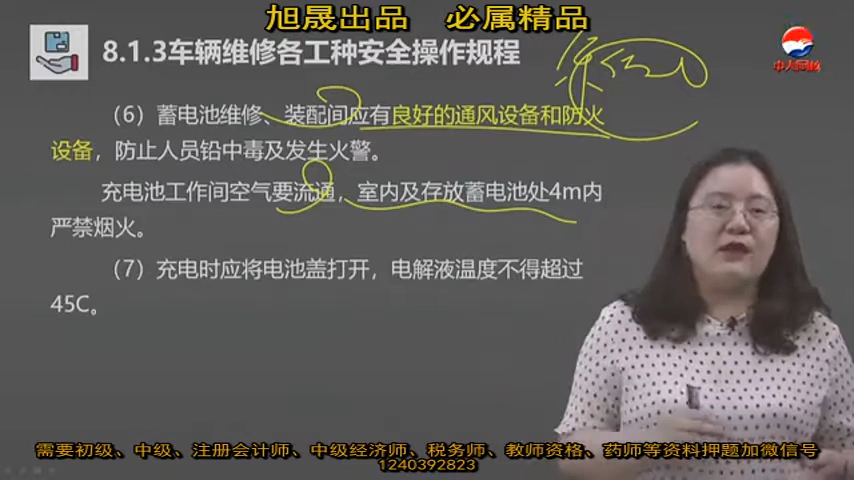 旭晟出品 必属精品
8.1.3车辆维修各工种安全操作规程
（6）蓄电池维修、装配间应有良好的通风设备和防火
设备，防止人员铅中毒及发生火警。
充电池工作间空气要流通，室内及存放蓄电池处4m内
严禁烟火。
（7）充电时应将电池盖打开，电解液温度不得超过
45C。
需要初级、中级、注册会计师、中级经济师、税务师、教师资格、药师等资料押题加微信号
1240392823